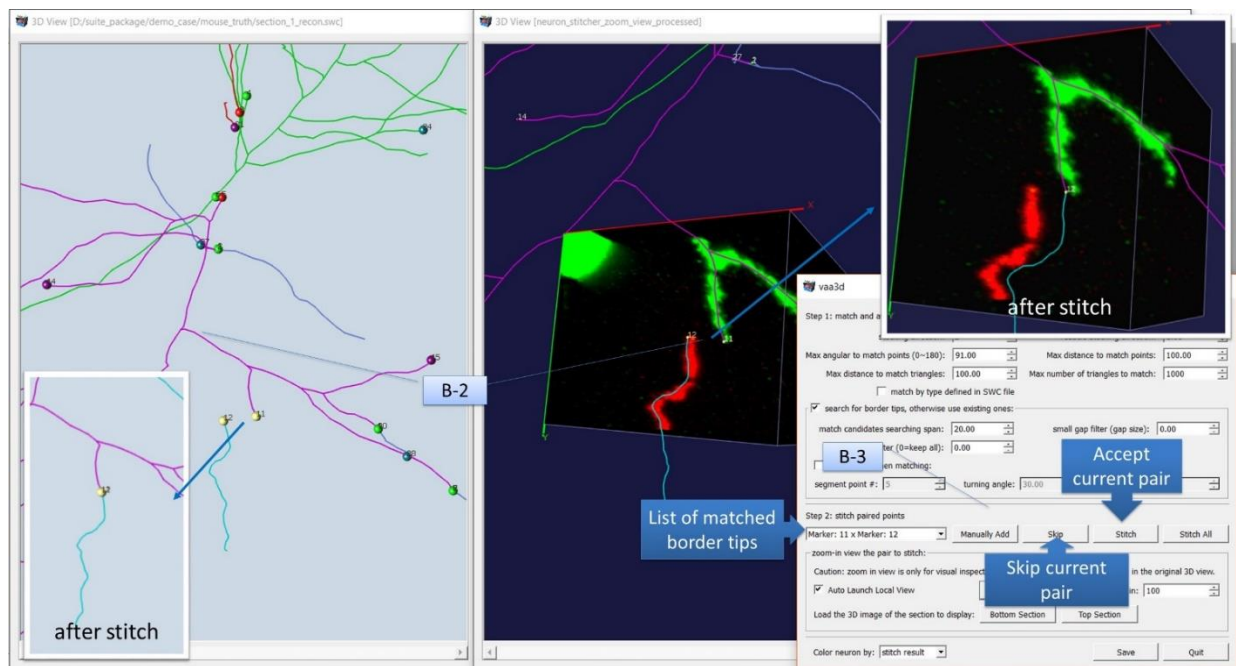 3D View [D:/suite_package/demo_case/mouse_truth/section_1_recon.swc]
3D View [neuron_stitcher_zoom_view_processed]
14
27
2
X
Y
12
11
13
after stitch
34
14
15
12
11
8
B-2
12
after stitch
vaa3d
Step 1: match and a
Max angular to match points (0~180): 91.00
Max distance to match points: 100.00
Max distance to match triangles: 100.00
Max number of triangles to match: 1000
match by type defined in SWC file
search for border tips, otherwise use existing ones:
match candidates searching span: 20.00
small gap filter (gap size): 0.00
ter (0=keep all): 0.00
B-3
en matching:
segment point #: 5
turning angle: 30.00
Accept
current pair
List of matched
border tips
Step 2: stitch paired points
Marker: 11 x Marker: 12
Manually Add
Skip
Stitch
Stitch All
Skip current
pair
zoom-in view the pair to stitch:
Caution: zoom in view is only for visual inspect
in the original 3D view.
Auto Launch Local View
in: 100
Load the 3D image of the section to display:
Bottom Section
Top Section
Color neuron by: stitch result
Save
Quit